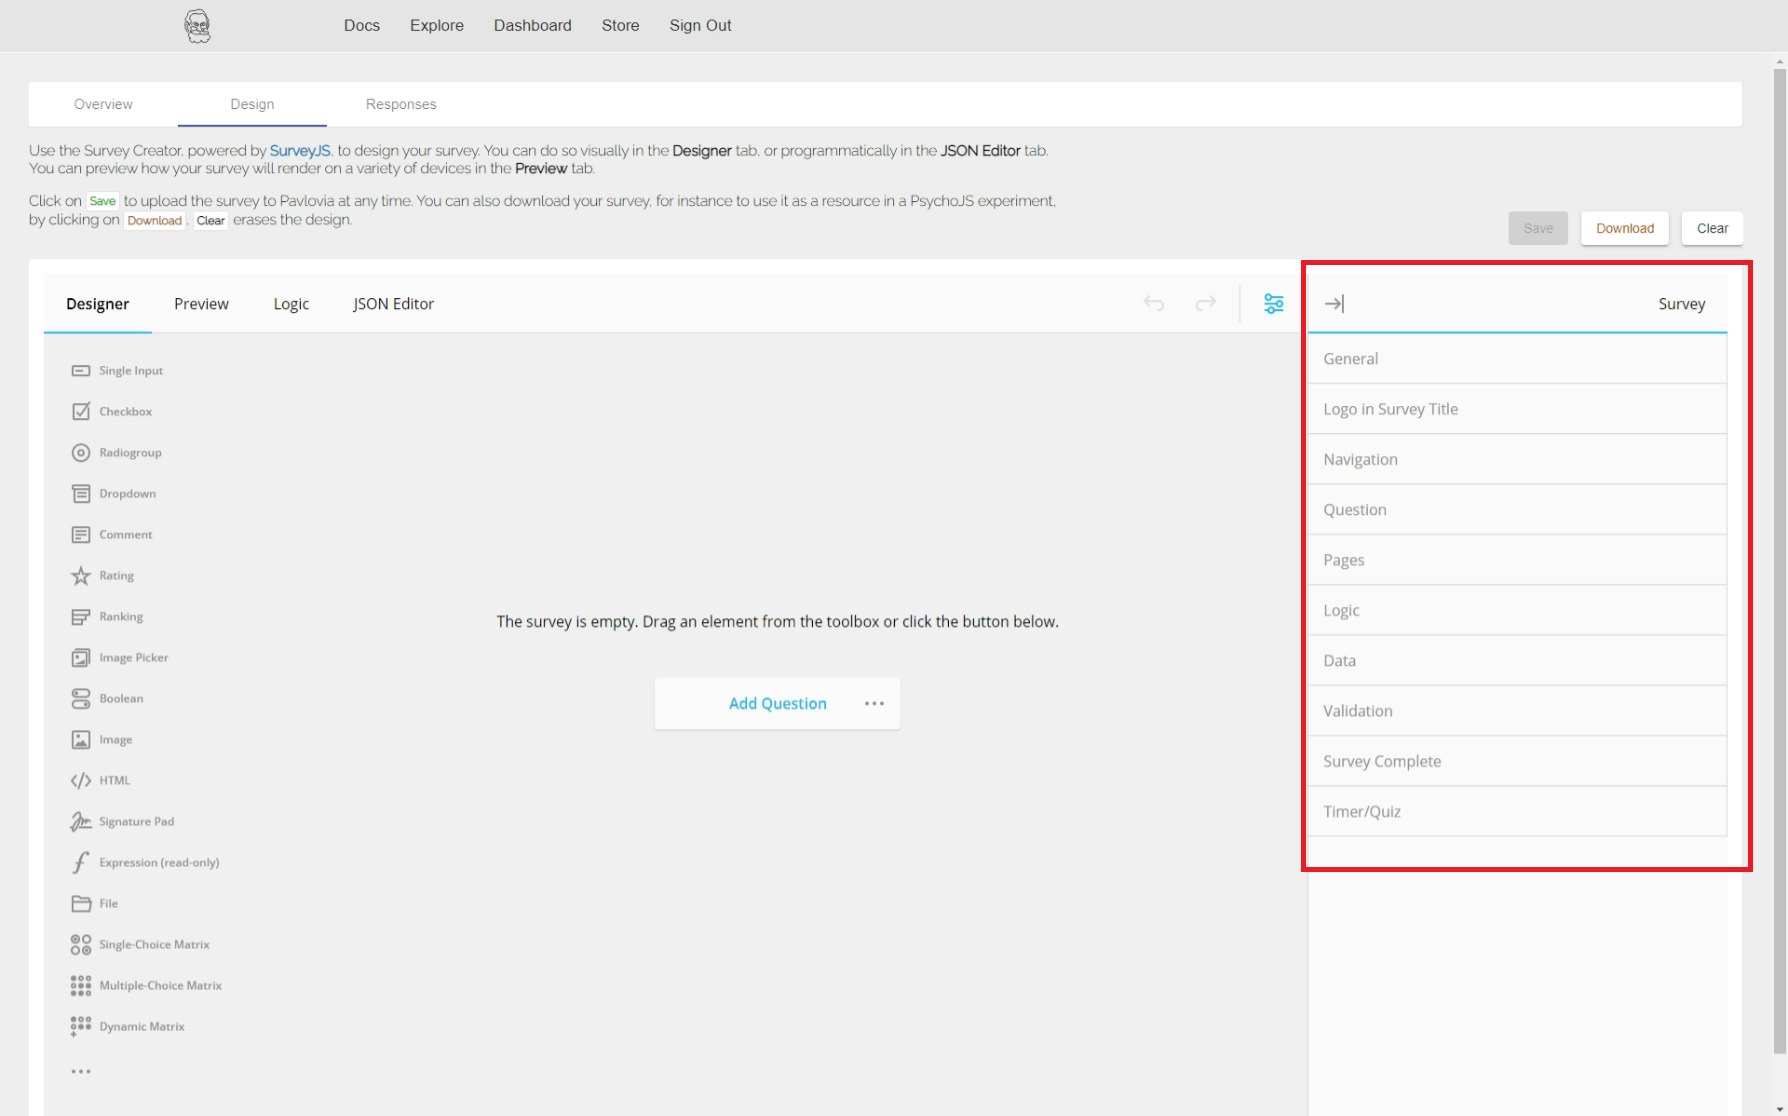 Docs Explore Dashboard Store Sign Out
Overview Design Responses
Use the Survey Creator, powered by SurveyJS, to design your survey. You can do so visually in the Designer tab, or programmatically in the JSON Editor tab.
You can preview how your survey will render on a variety of devices in the Preview tab.
Click on Save to upload the survey to Pavlovia at any time. You can also download your survey, for instance to use it as a resource in a PsychoJS experiment,
by clicking on Download. Clear erases the design.
Save Download Clear
Designer Preview Logic JSON Editor
Single Input
Checkbox
Radiogroup
Dropdown
Comment
Rating
Ranking
Image Picker
Boolean
Image
HTML
Signature Pad
Expression (read-only)
File
Single-Choice Matrix
Multiple-Choice Matrix
Dynamic Matrix
The survey is empty. Drag an element from the toolbox or click the button below.
Add Question
Survey
General
Logo in Survey Title
Navigation
Question
Pages
Logic
Data
Validation
Survey Complete
Timer/Quiz